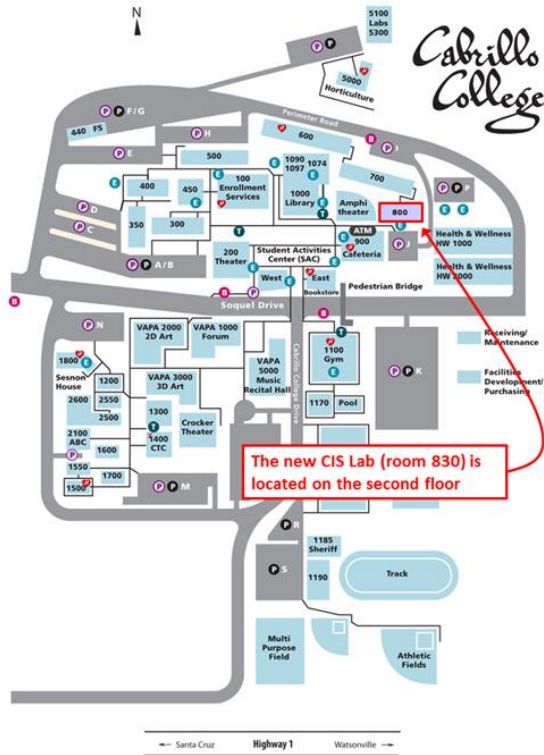 N
5100
Labs
5300
Cabrillo
College
P P
5000
Horticulture
P P F/G
440 FS
Perimeter Road
P H
B
P I
P E
500
600
1090
1097
1074
E
700
P P
E E
E
400
450
E
100
Enrollment
Services
1000
Library
E
Amphi
theater
E
800
P D
P C
350
300
T
T
ATM
900
Cafeteria
E
P J
Health & Wellness
HW 1000
Health & Wellness
HW 2000
P P A/B
200
Theater
Student Activities
Center (SAC)
E
E
West
East
E
Bookstore
Pedestrian Bridge
B
B
P
Soquel Drive
B
P N
VAPA 2000
2D Art
VAPA 1000
Forum
Cabrillo College Drive
T
1100
Gym
E
P P K
Receiving/
Maintenance
Facilities
Development/
Purchasing
1800
E
Sesnon
House
1200
VAPA 3000
3D Art
VAPA
5000
Music
Recital Hall
2600
2550
2500
1300
T
1170
Pool
2100
ABC
1600
1400
CTC
Crocker
Theater
P
1550
1500
1700
P P M
The new CIS Lab (room 830) is
located on the second floor
P R
1185
Sheriff
P S
1190
Track
Multi
Purpose
Field
Athletic
Fields
← Santa Cruz Highway 1 Watsonville →